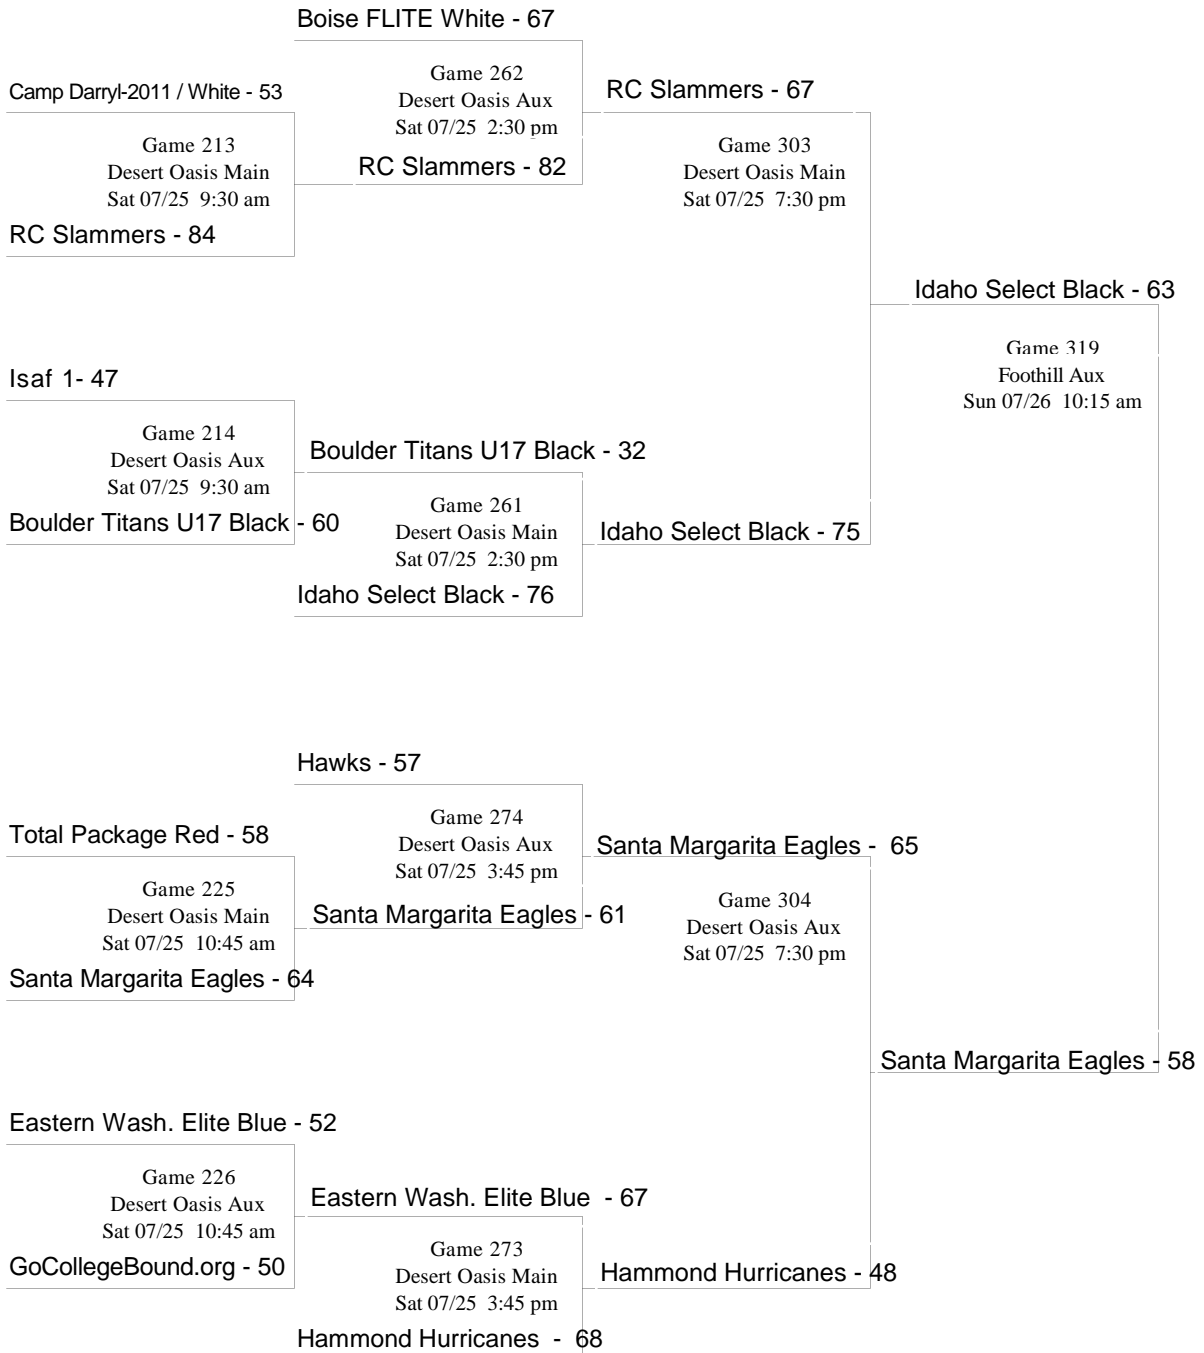 Boise FLITE White - 67
Game 262
Desert Oasis Aux
Sat 07/25 2:30 pm
RC Slammers - 82
Camp Darryl-2011 / White - 53
Game 213
Desert Oasis Main
Sat 07/25 9:30 am
RC Slammers - 84
RC Slammers - 67
Game 303
Desert Oasis Main
Sat 07/25 7:30 pm
Idaho Select Black - 63
Game 319
Foothill Aux
Sun 07/26 10:15 am
Isaf 1- 47
Game 214
Desert Oasis Aux
Sat 07/25 9:30 am
Boulder Titans U17 Black - 60
Boulder Titans U17 Black - 32
Game 261
Desert Oasis Main
Sat 07/25 2:30 pm
Idaho Select Black - 76
Idaho Select Black - 75
Hawks - 57
Game 274
Desert Oasis Aux
Sat 07/25 3:45 pm
Santa Margarita Eagles - 61
Total Package Red - 58
Game 225
Desert Oasis Main
Sat 07/25 10:45 am
Santa Margarita Eagles - 64
Santa Margarita Eagles - 65
Game 304
Desert Oasis Aux
Sat 07/25 7:30 pm
Santa Margarita Eagles - 58
Eastern Wash. Elite Blue - 52
Game 226
Desert Oasis Aux
Sat 07/25 10:45 am
GoCollegeBound.org - 50
Eastern Wash. Elite Blue - 67
Game 273
Desert Oasis Main
Sat 07/25 3:45 pm
Hammond Hurricanes - 68
Hammond Hurricanes - 48